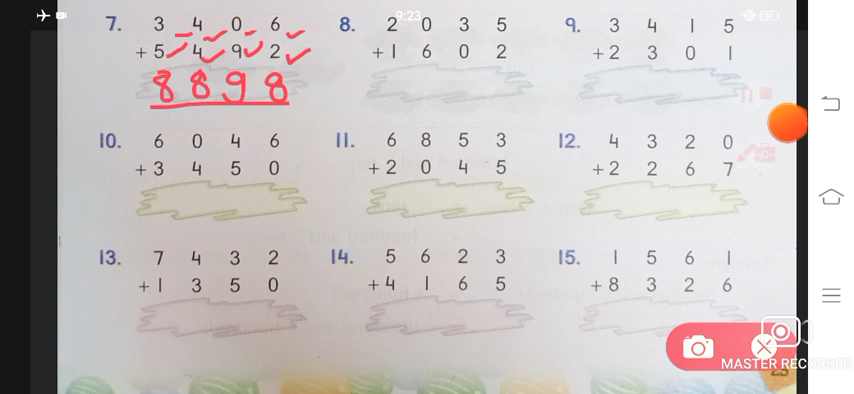 9:23
7. 3 4 0 6
+ 5 4 9 2
8 8 9 8
8. 2 0 3 5
+ 1 6 0 2
9. 3 4 1 5
+ 2 3 0 1
10. 6 0 4 6
+ 3 4 5 0
11. 6 8 5 3
+ 2 0 4 5
12. 4 3 2 0
+ 2 2 6 7
13. 7 4 3 2
+ 1 3 5 0
14. 5 6 2 3
+ 4 1 6 5
15. 1 5 6 1
+ 8 3 2 6
MASTER RECORDER